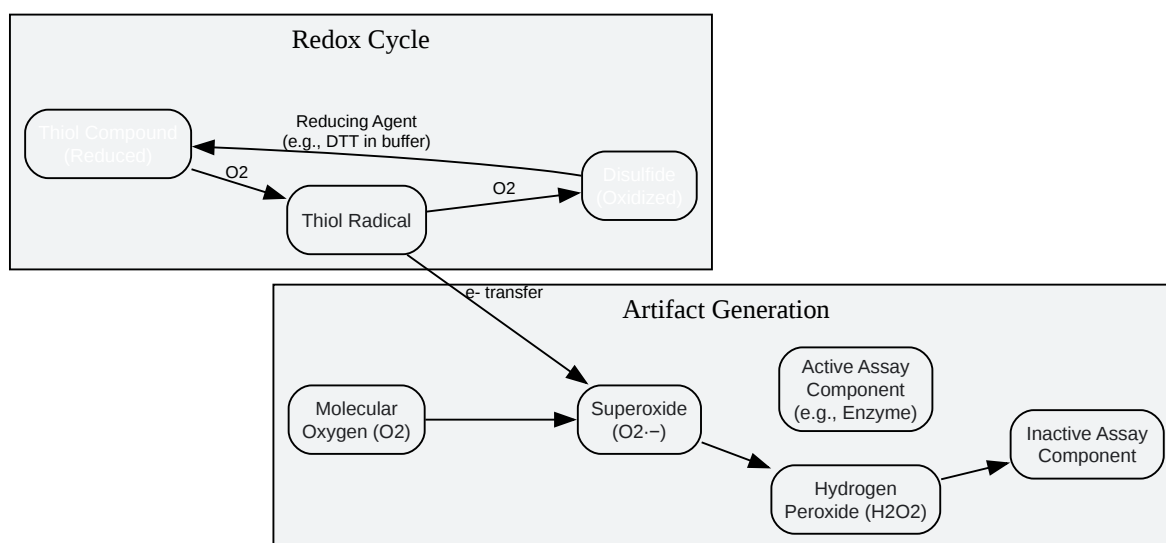 Redox Cycle
Thiol Compound
(Reduced)
Reducing Agent
(e.g., DTT in buffer)
O2
Thiol Radical
O2
Disulfide
(Oxidized)
e- transfer
Artifact Generation
Molecular
Oxygen (O2)
Superoxide
(O2·−)
Active Assay
Component
(e.g., Enzyme)
Hydrogen
Peroxide (H2O2)
Inactive Assay
Component